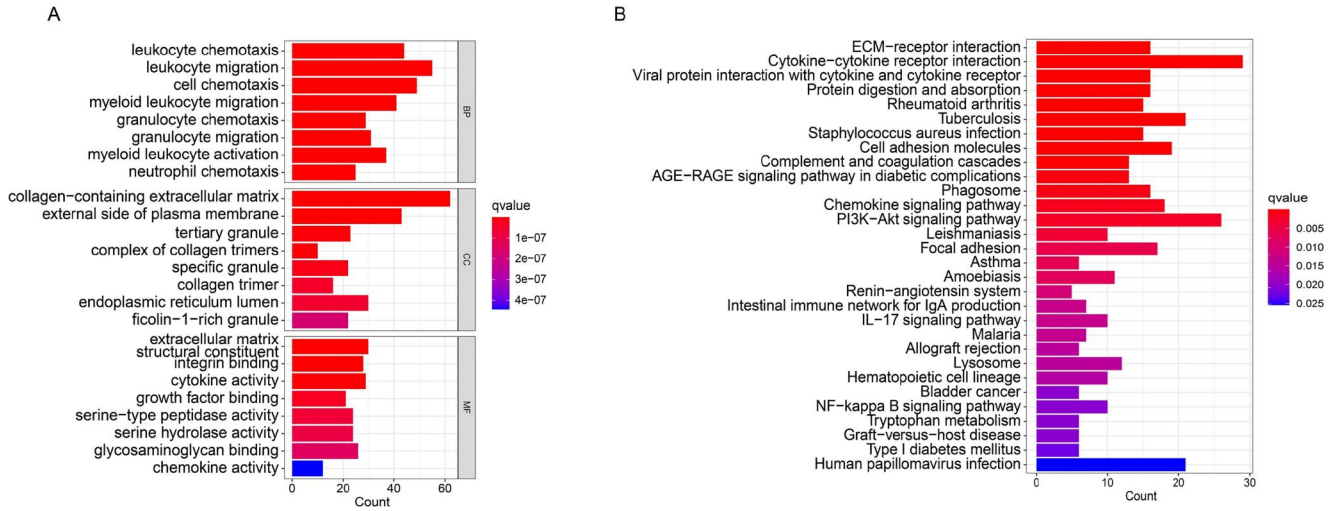 A
leukocyte chemotaxis
leukocyte migration
cell chemotaxis
myeloid leukocyte migration
granulocyte chemotaxis
granulocyte migration
myeloid leukocyte activation
neutrophil chemotaxis
BP
collagen−containing extracellular matrix
external side of plasma membrane
tertiary granule
complex of collagen trimers
specific granule
collagen trimer
endoplasmic reticulum lumen
ficolin−1−rich granule
CC
extracellular matrix
structural constituent
integrin binding
cytokine activity
growth factor binding
serine−type peptidase activity
serine hydrolase activity
glycosaminoglycan binding
chemokine activity
MF
0 20 40 60
Count
qvalue
1e−07
2e−07
3e−07
4e−07
B
ECM−receptor interaction
Cytokine−cytokine receptor interaction
Viral protein interaction with cytokine and cytokine receptor
Protein digestion and absorption
Rheumatoid arthritis
Tuberculosis
Staphylococcus aureus infection
Cell adhesion molecules
Complement and coagulation cascades
AGE−RAGE signaling pathway in diabetic complications
Phagosome
Chemokine signaling pathway
PI3K−Akt signaling pathway
Leishmaniasis
Focal adhesion
Asthma
Amoebiasis
Renin−angiotensin system
Intestinal immune network for IgA production
IL−17 signaling pathway
Malaria
Allograft rejection
Lysosome
Hematopoietic cell lineage
Bladder cancer
NF−kappa B signaling pathway
Tryptophan metabolism
Graft−versus−host disease
Type I diabetes mellitus
Human papillomavirus infection
0 10 20 30
Count
qvalue
0.005
0.010
0.015
0.020
0.025